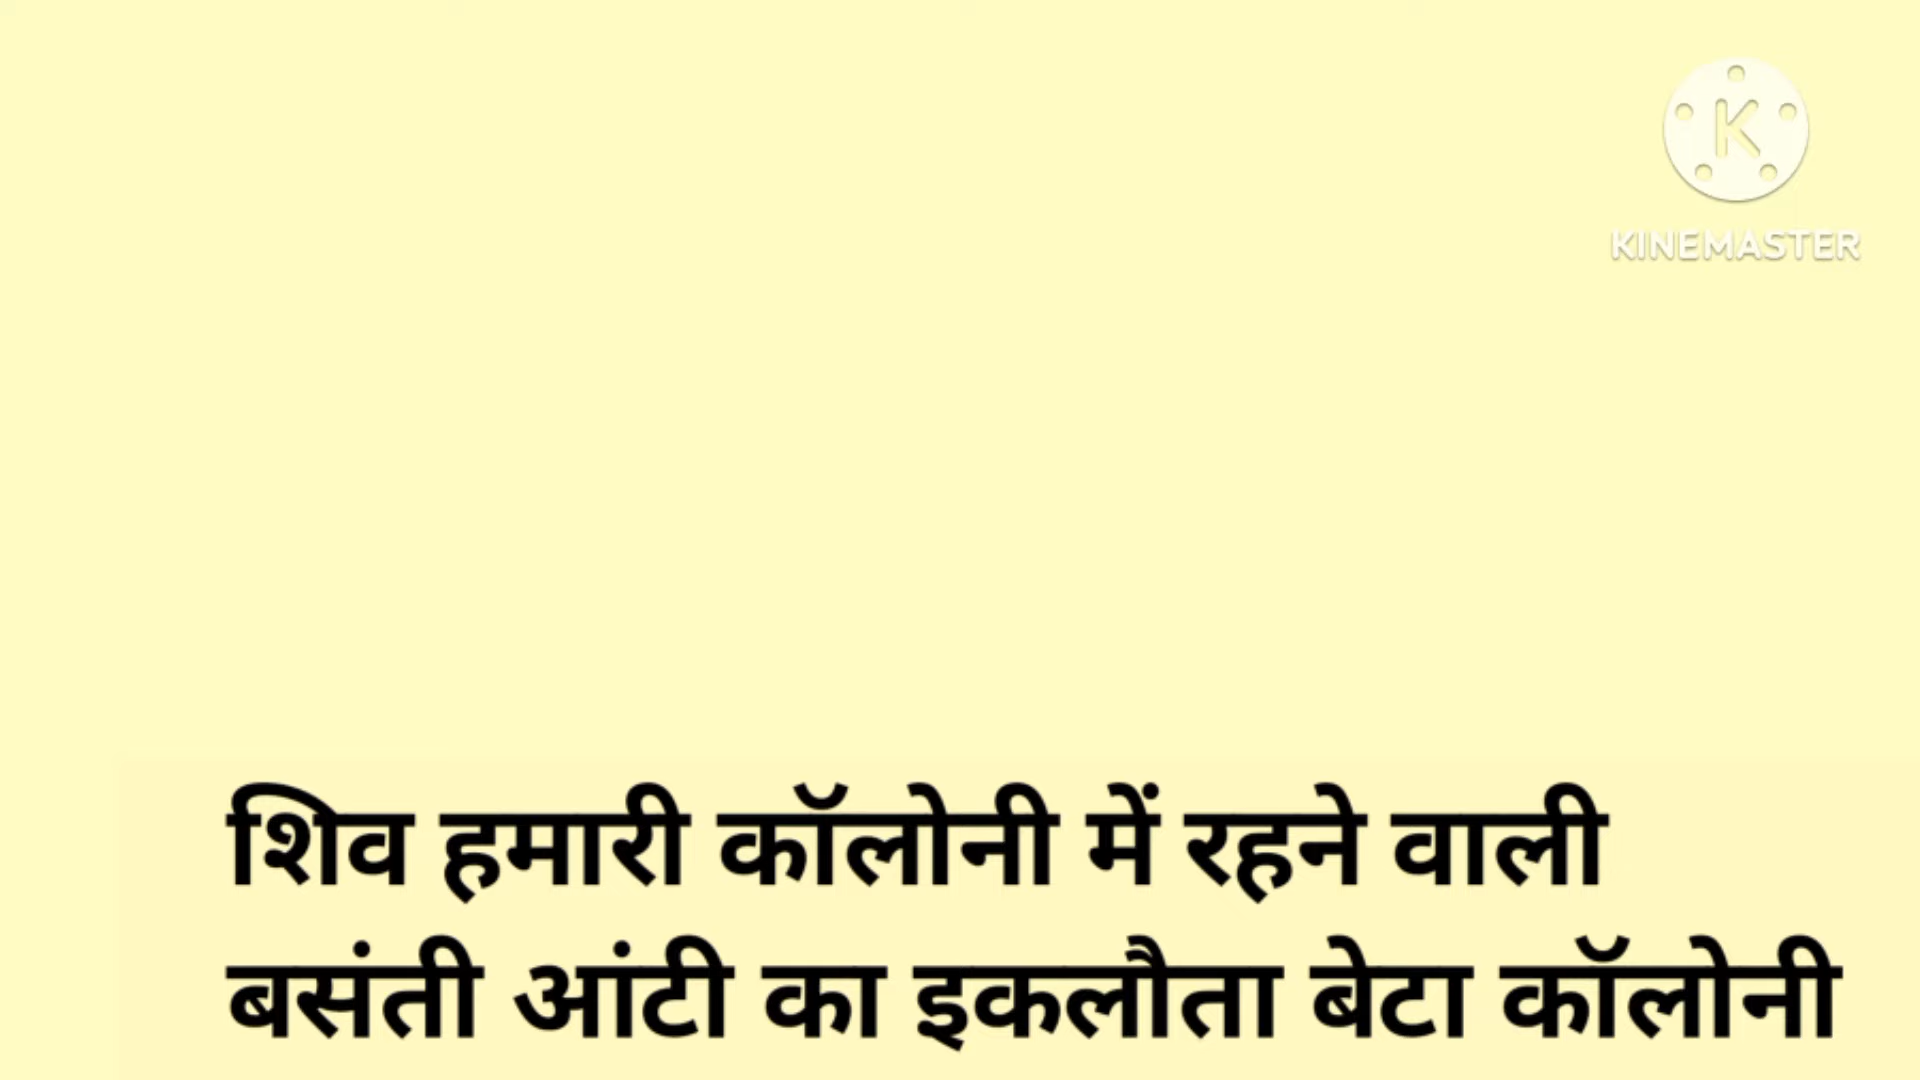 KINEMASTER
शिव हमारी कॉलोनी में रहने वाली
बसंती आंटी का इकलौता बेटा कॉलोनी